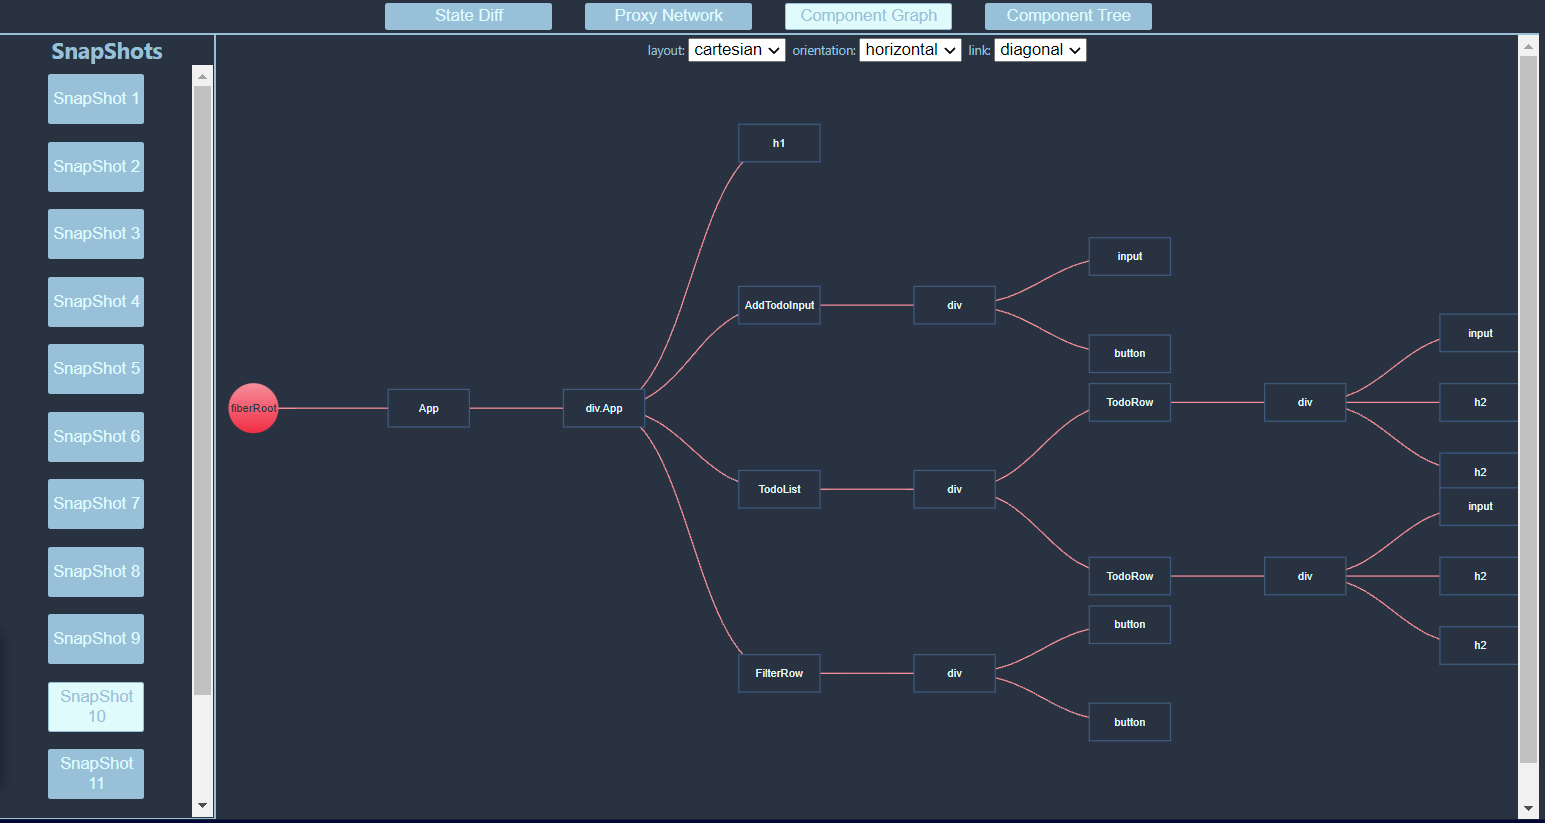 State Diff
Proxy Network
Component Graph
Component Tree
SnapShots
SnapShot 1
SnapShot 2
SnapShot 3
SnapShot 4
SnapShot 5
SnapShot 6
SnapShot 7
SnapShot 8
SnapShot 9
SnapShot
10
SnapShot
11
layout: cartesian orientation: horizontal link: diagonal
fiberRoot
App
div.App
h1
AddTodoInput
div
input
button
TodoList
div
TodoRow
div
input
h2
h2
TodoRow
div
input
h2
h2
FilterRow
div
button
button